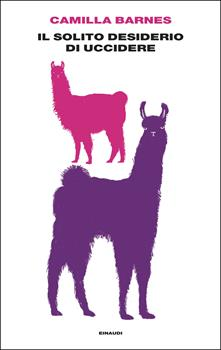 CAMILLA BARNES
IL SOLITO DESIDERIO
DI UCCIDERE
EINAUDI